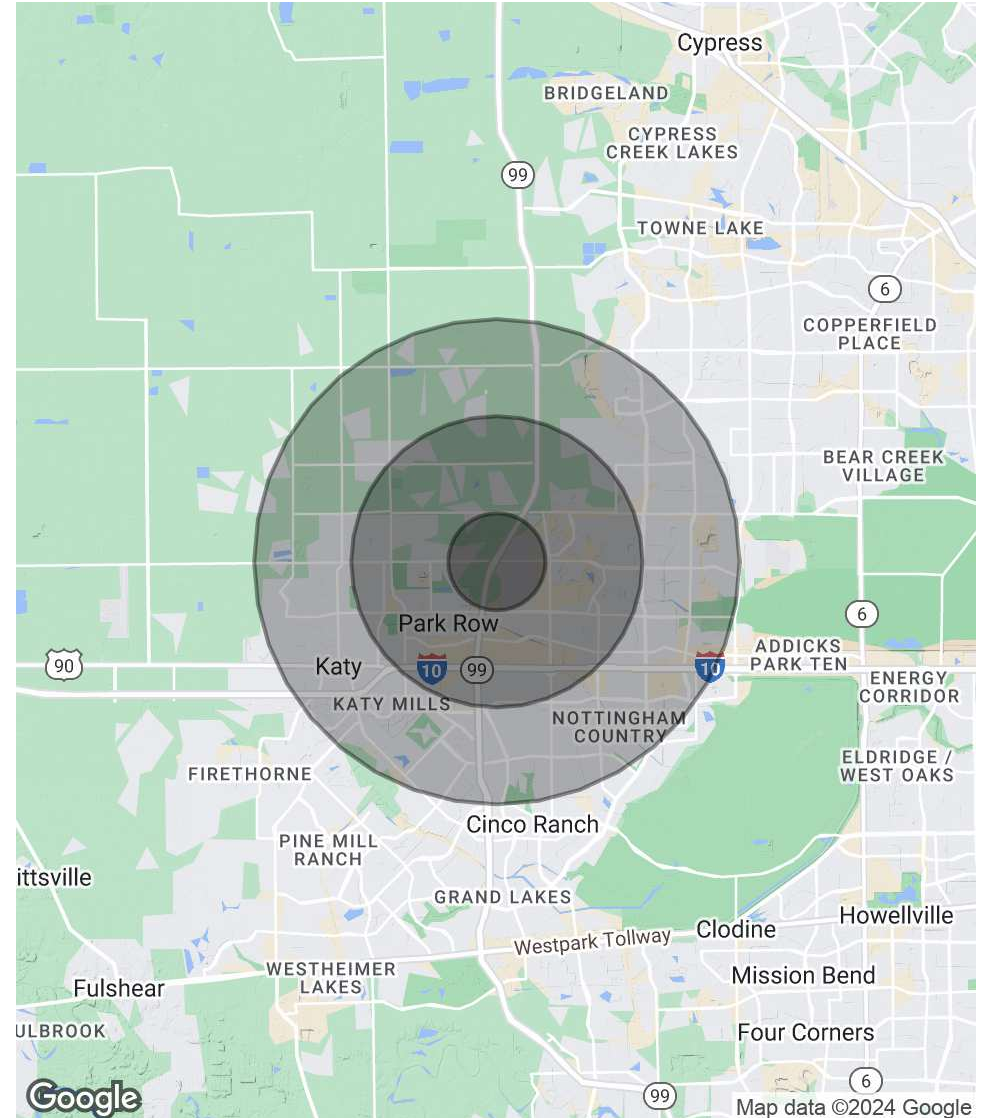 Cypress
BRIDGELAND
CYPRESS
CREEK LAKES
99
TOWNE LAKE
6
COPPERFIELD
PLACE
BEAR CREEK
VILLAGE
6
Park Row
ADDICKS
PARK TEN
90
Katy
10
99
10
ENERGY
CORRIDOR
KATY MILLS
NOTTINGHAM
COUNTRY
FIRETHORNE
ELDRIDGE /
WEST OAKS
Cinco Ranch
PINE MILL
RANCH
ittsville
GRAND LAKES
Howellville
Clodine
Westpark Tollway
WESTHEIMER
LAKES
Mission Bend
Fulshear
ULBROOK
Four Corners
6
99
Google
Map data ©2024 Google